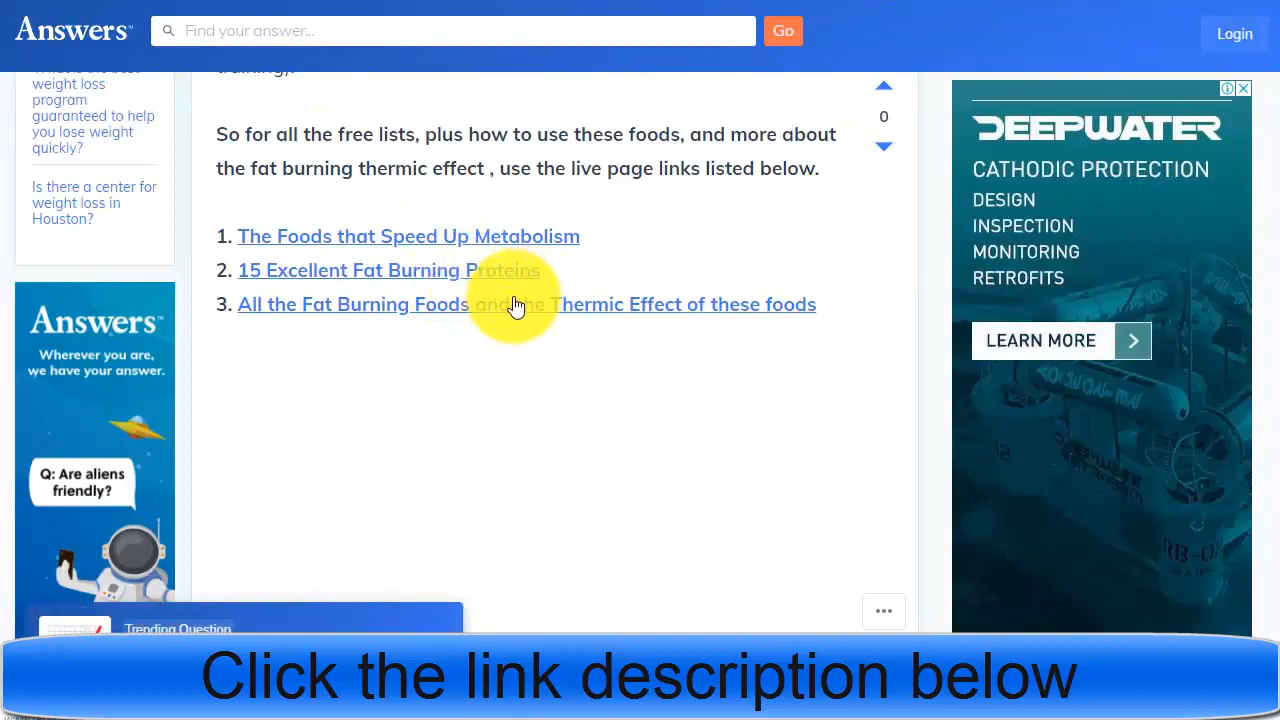 Answers™
Find your answer...
Go
Login
weight loss
program
guaranteed to help
you lose weight
quickly?
Is there a center for
weight loss in
Houston?
training).
So for all the free lists, plus how to use these foods, and more about
the fat burning thermic effect , use the live page links listed below.
1. The Foods that Speed Up Metabolism
2. 15 Excellent Fat Burning Proteins
3. All the Fat Burning Foods and the Thermic Effect of these foods
0
DEEPWATER
CATHODIC PROTECTION
DESIGN
INSPECTION
MONITORING
RETROFITS
LEARN MORE
Answers™
Wherever you are,
we have your answer.
Q: Are aliens
friendly?
Trending Question
Click the link description below